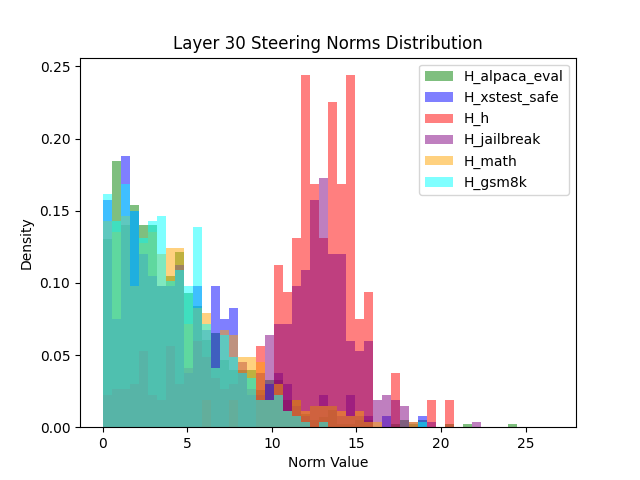 Layer 30 Steering Norms Distribution
0.25
0.20
0.15
0.10
0.05
0.00
Density
0
5
10
15
20
25
Norm Value
H_alpaca_eval
H_xstest_safe
H_h
H_jailbreak
H_math
H_gsm8k